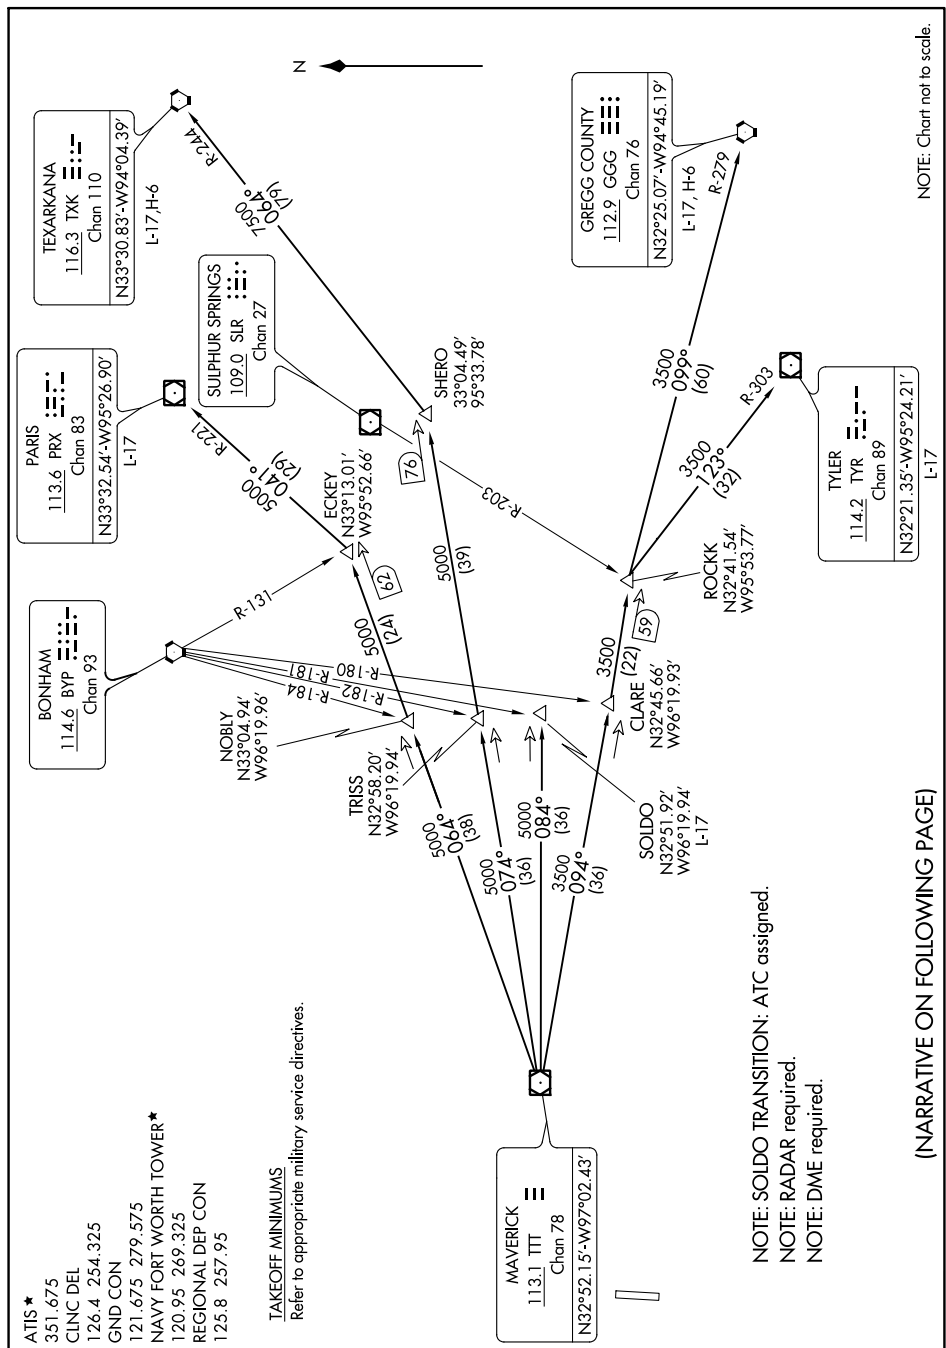 ATIS ★
351.675
CLNC DEL
126.4 254.325
GND CON
121.675 279.575
NAVY FORT WORTH TOWER★
120.95 269.325
REGIONAL DEP CON
125.8 257.95
TAKEOFF MINIMUMS
Refer to appropriate military service directives.
BONHAM
114.6 BYP
Chan 93
PARIS
113.6 PRX
Chan 83
N33°32.54′-W95°26.90′
L-17
TEXARKANA
116.3 TXK
Chan 110
N33°30.83′-W94°04.39′
L-17,H-6
SULPHUR SPRINGS
109.0 SLR
Chan 27
N
R-244
7500
064°
(79)
R-221
5000
041°
(29)
R-131
R-184
R-182
R-181
R-180
NOBLY
N33°04.94′
W96°19.96′
ECKEY
N33°13.01′
W95°52.66′
62
5000
(24)
SHERO
33°04.49′
95°33.78′
76
5000
(39)
R-203
TRISS
N32°58.20′
W96°19.94′
5000
064°
(38)
5000
074°
(36)
5000
084°
(36)
3500
094°
(36)
SOLDO
N32°51.92′
W96°19.94′
L-17
CLARE
N32°45.66′
W96°19.93′
3500
(22)
59
ROCKK
N32°41.54′
W95°53.77′
3500
099°
(60)
R-279
3500
123°
(32)
R-303
GREGG COUNTY
112.9 GGG
Chan 76
N32°25.07′-W94°45.19′
L-17, H-6
TYLER
114.2 TYR
Chan 89
N32°21.35′-W95°24.21′
L-17
MAVERICK
113.1 TTT
Chan 78
N32°52.15′-W97°02.43′
NOTE: SOLDO TRANSITION: ATC assigned.
NOTE: RADAR required.
NOTE: DME required.
NOTE: Chart not to scale.
(NARRATIVE ON FOLLOWING PAGE)